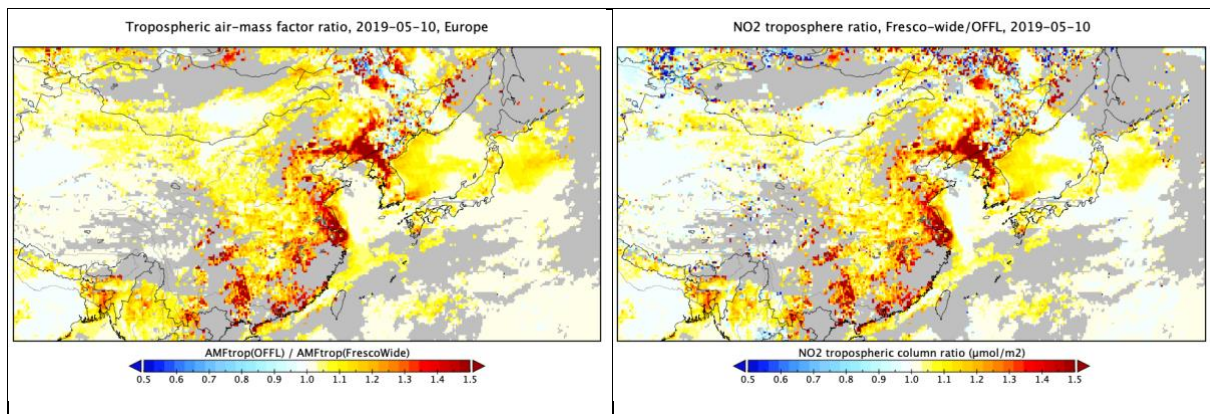 Tropospheric air-mass factor ratio, 2019-05-10, Europe
AMFtrop(OFFL) / AMFtrop(FrescoWide)
0.5 0.6 0.7 0.8 0.9 1.0 1.1 1.2 1.3 1.4 1.5
NO2 troposphere ratio, Fresco-wide/OFFL, 2019-05-10
NO2 tropospheric column ratio (µmol/m2)
0.5 0.6 0.7 0.8 0.9 1.0 1.1 1.2 1.3 1.4 1.5